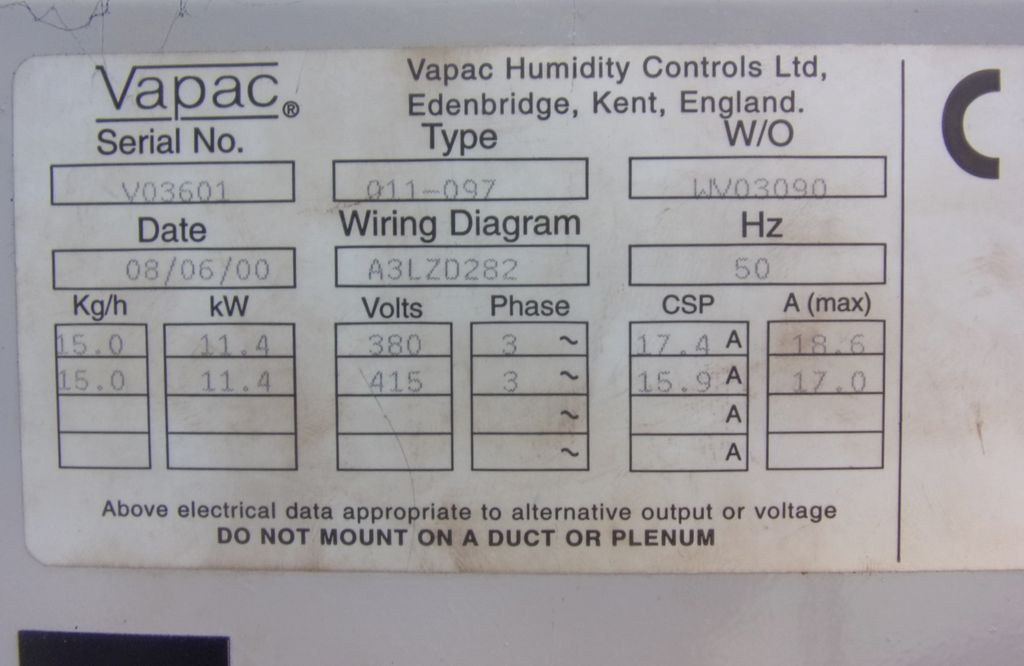 Vapac®
Vapac Humidity Controls Ltd,
Edenbridge, Kent, England.
Serial No. Type W/O
V03601 Q11-097 WV03090
Date Wiring Diagram Hz
08/06/00 A3LZD282 50
Kg/h kW Volts Phase CSP A (max)
15.0 11.4 380 3 ~ 17.4 A 18.6
15.0 11.4 415 3 ~ 15.9 A 17.0
~ A
~ A
Above electrical data appropriate to alternative output or voltage
DO NOT MOUNT ON A DUCT OR PLENUM